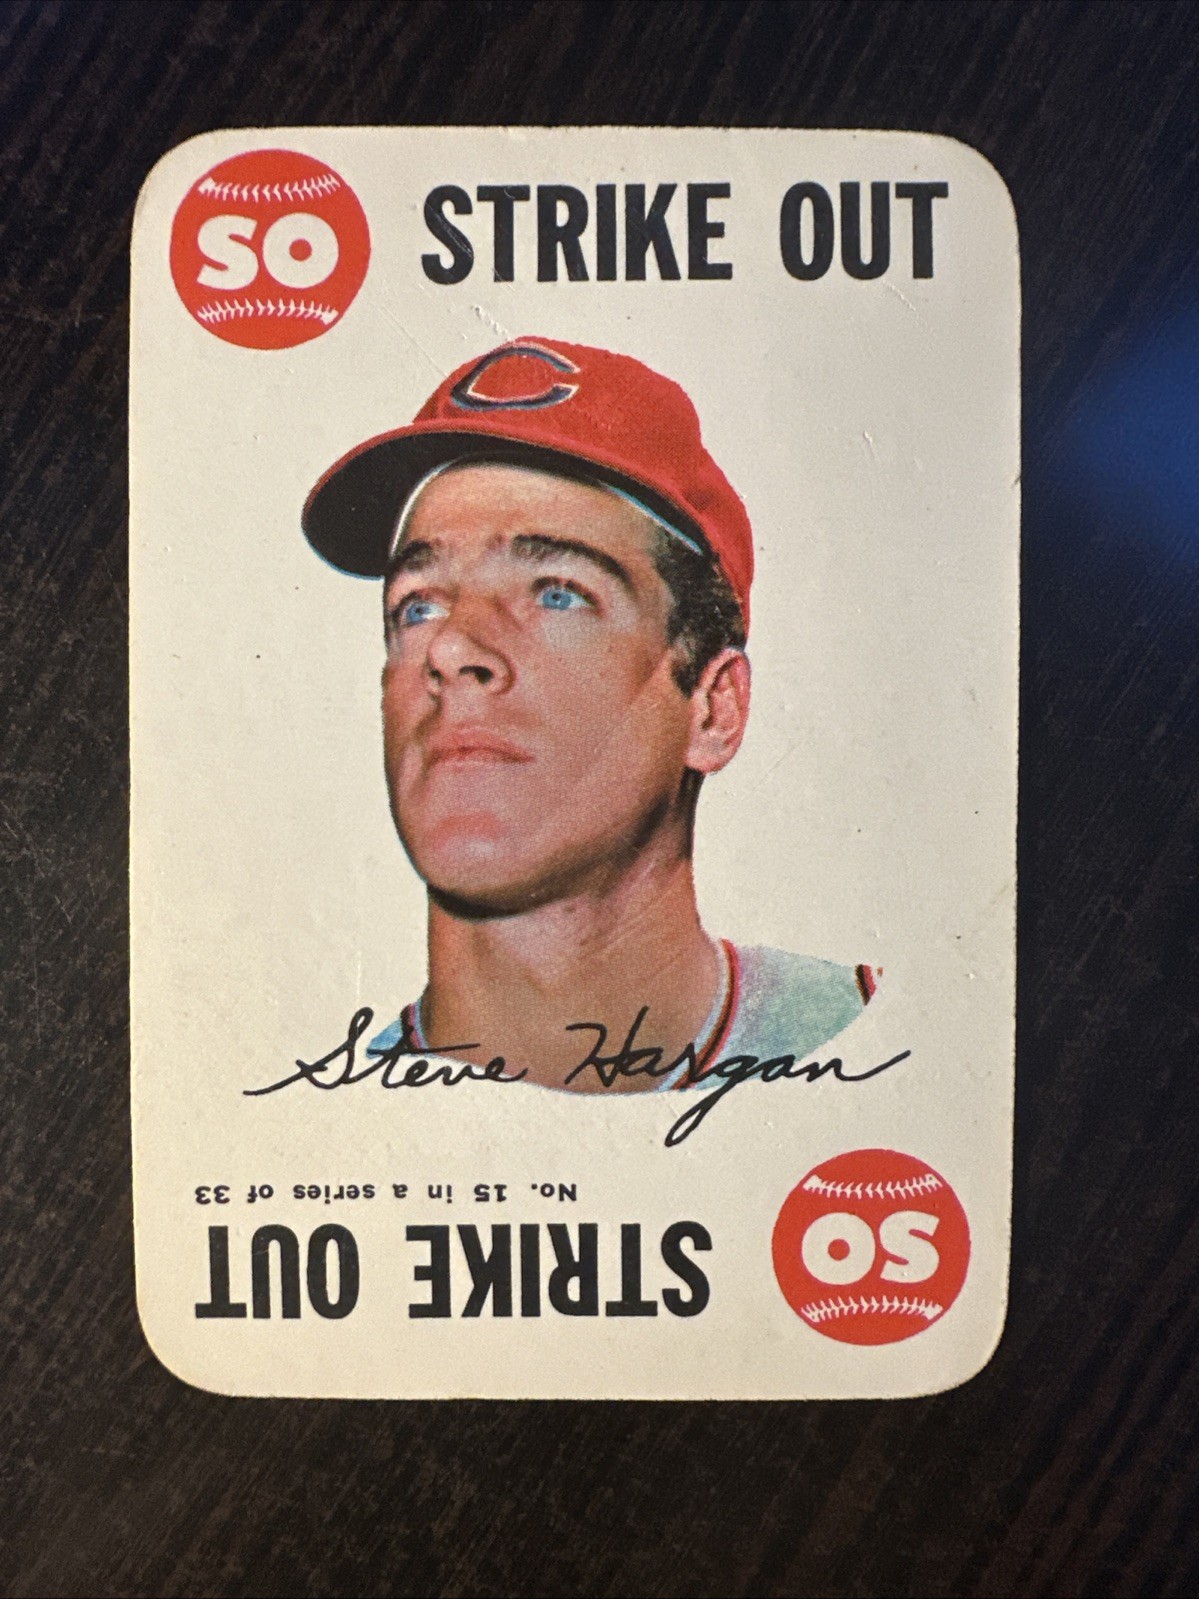 SO
STRIKE OUT
C
Steve Hargan
No. 15 in a series of 33
STRIKE OUT
SO